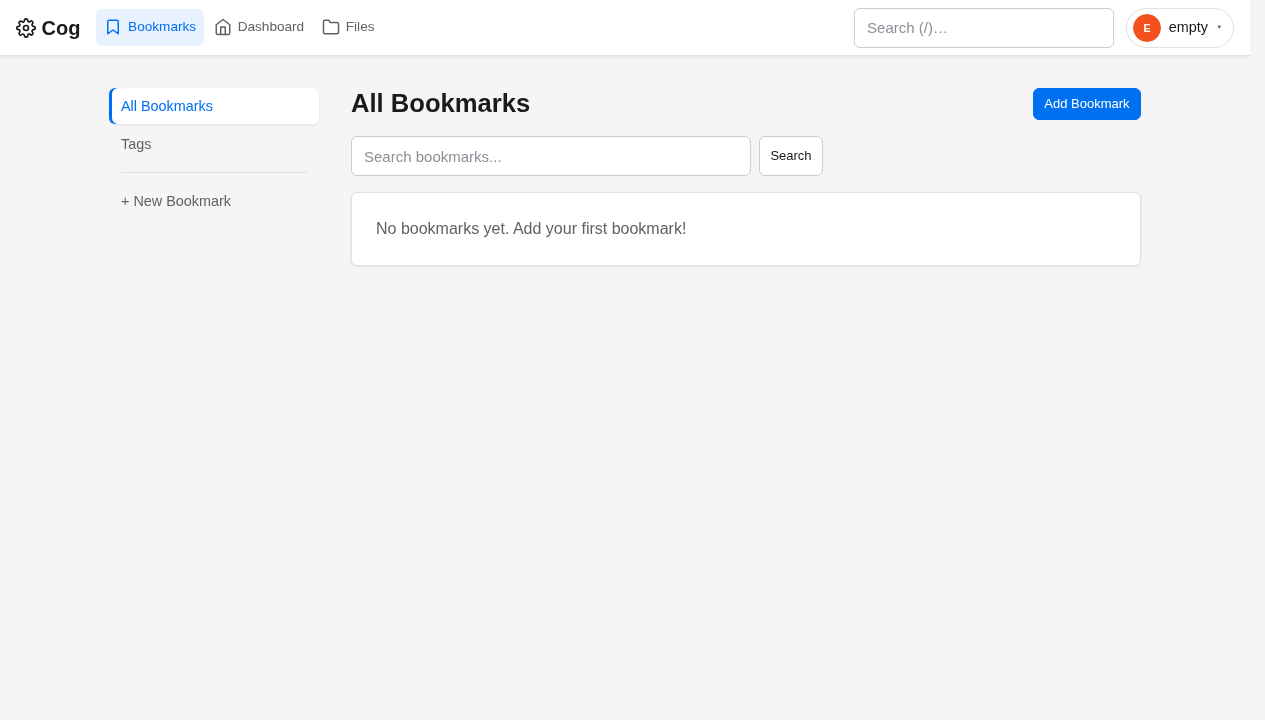 Cog
Bookmarks
Dashboard
Files
Search (/)…
E
empty
All Bookmarks
Tags
+ New Bookmark
All Bookmarks
Add Bookmark
Search bookmarks...
Search
No bookmarks yet. Add your first bookmark!